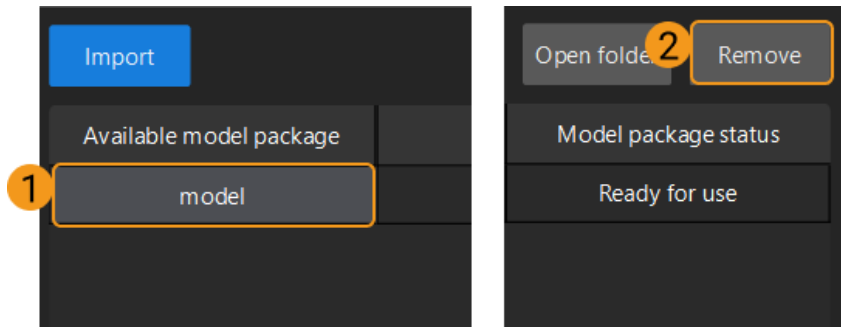 Import
Available model package
1
model
Open folde
2
Remove
Model package status
Ready for use